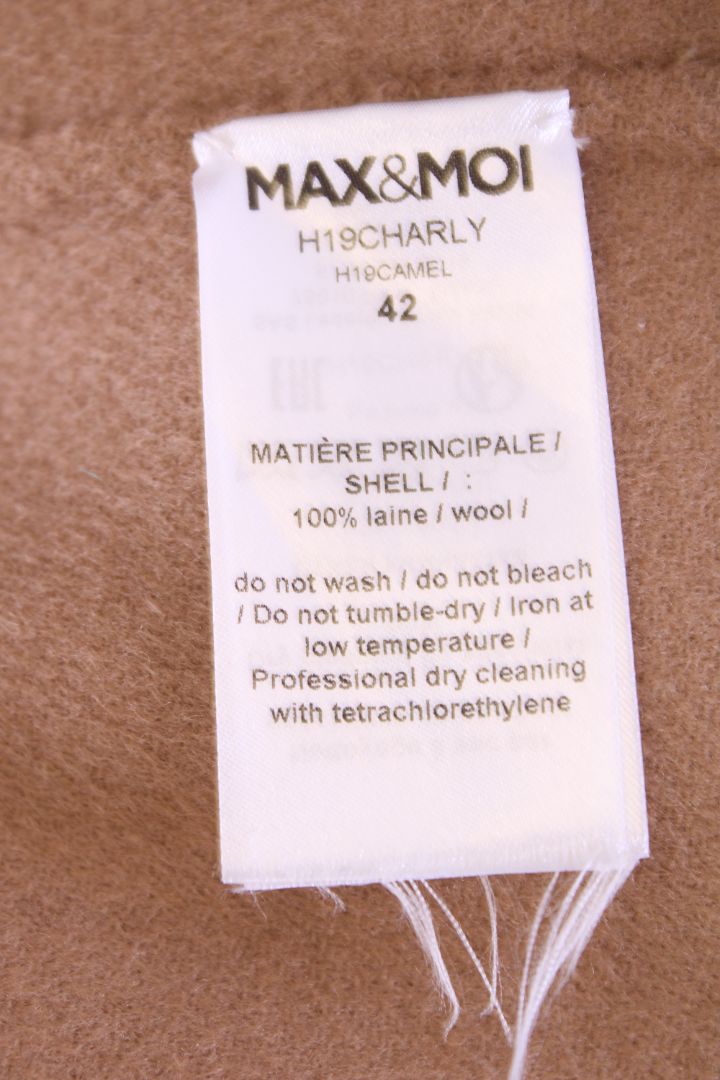 MAX&MOI
H19CHARLY
H19CAMEL
42
EAC
MATIÈRE PRINCIPALE /
SHELL / :
100% laine / wool /
do not wash / do not bleach
/ Do not tumble-dry / Iron at
low temperature /
Professional dry cleaning
with tetrachlorethylene